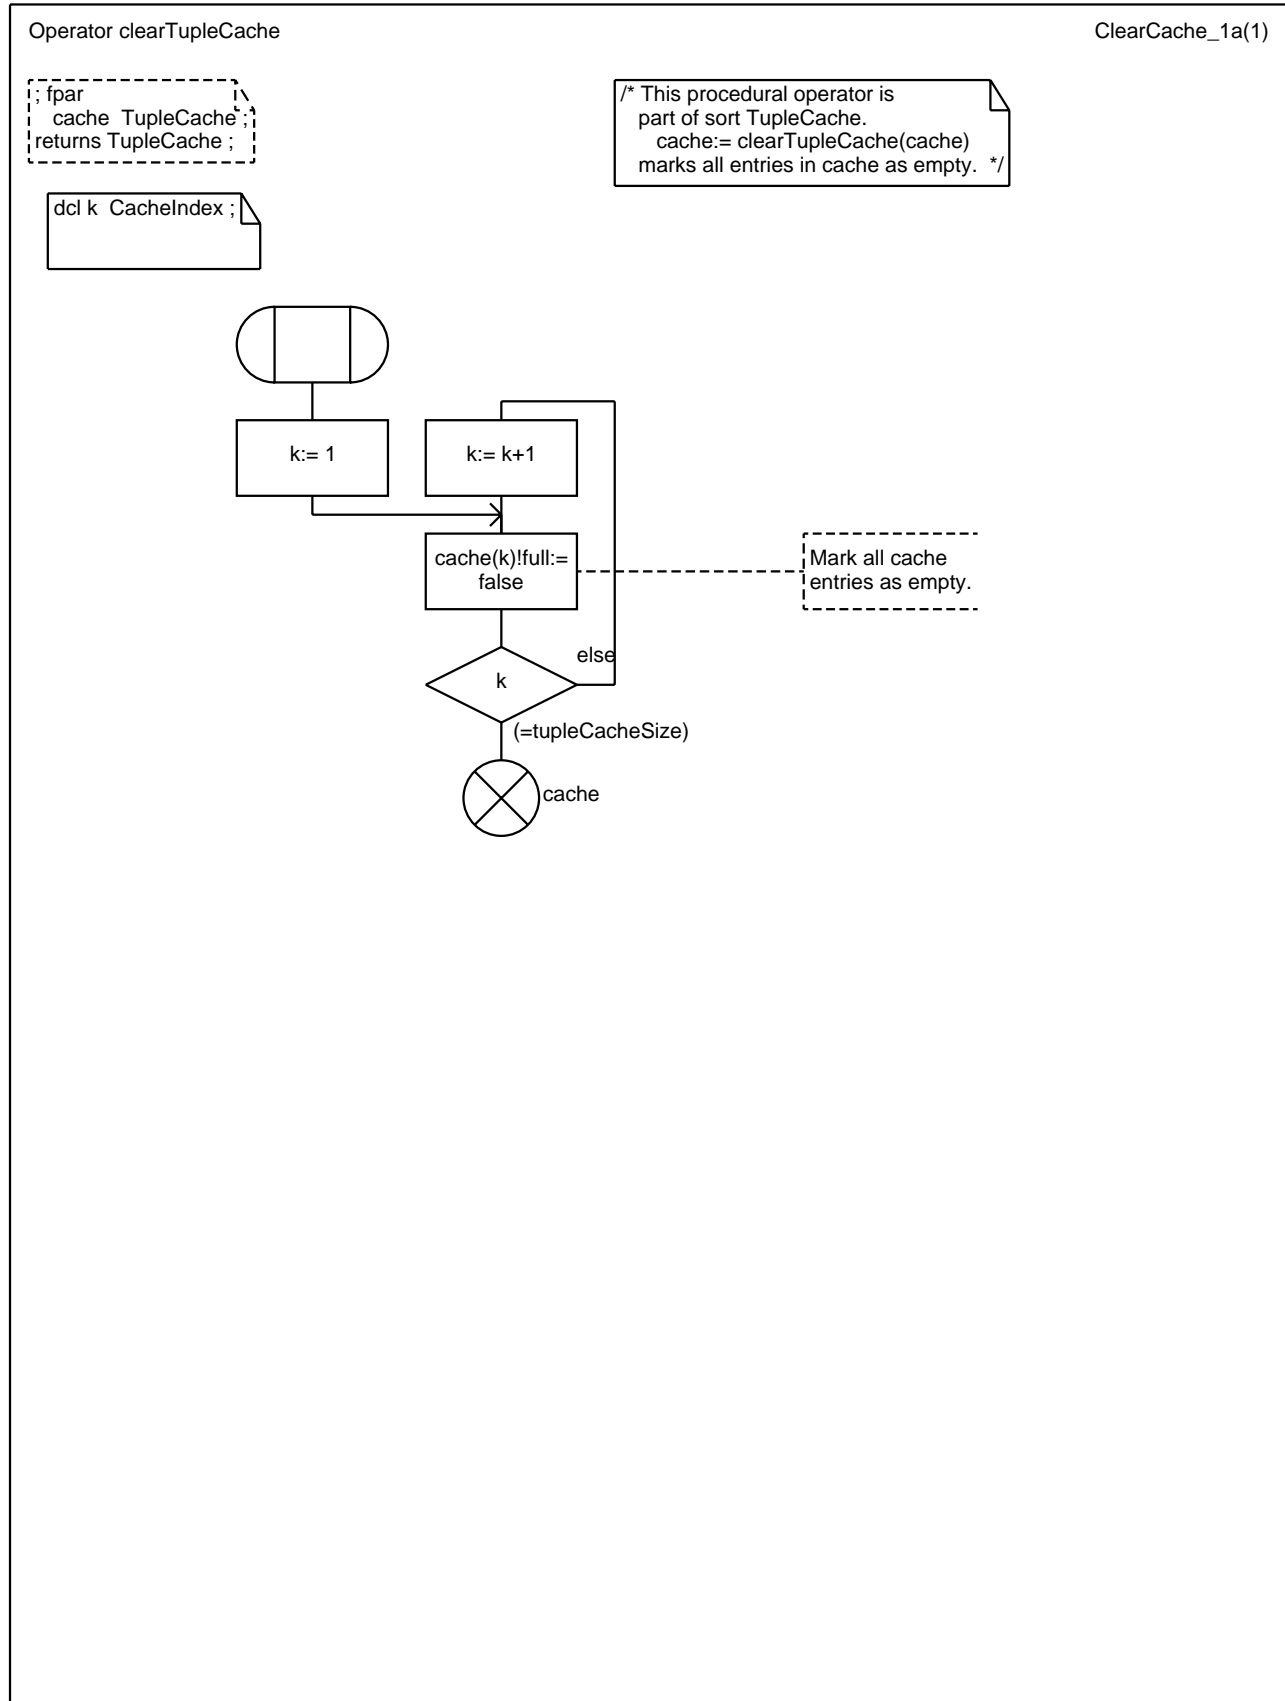 Operator clearTupleCache
ClearCache_1a(1)
; fpar
cache  TupleCache ;
returns TupleCache ;
/* This procedural operator is
part of sort TupleCache.
cache:= clearTupleCache(cache)
marks all entries in cache as empty.  */
dcl k  CacheIndex ;
k:= 1
k:= k+1
cache(k)!full:=
false
Mark all cache
entries as empty.
else
k
(=tupleCacheSize)
cache